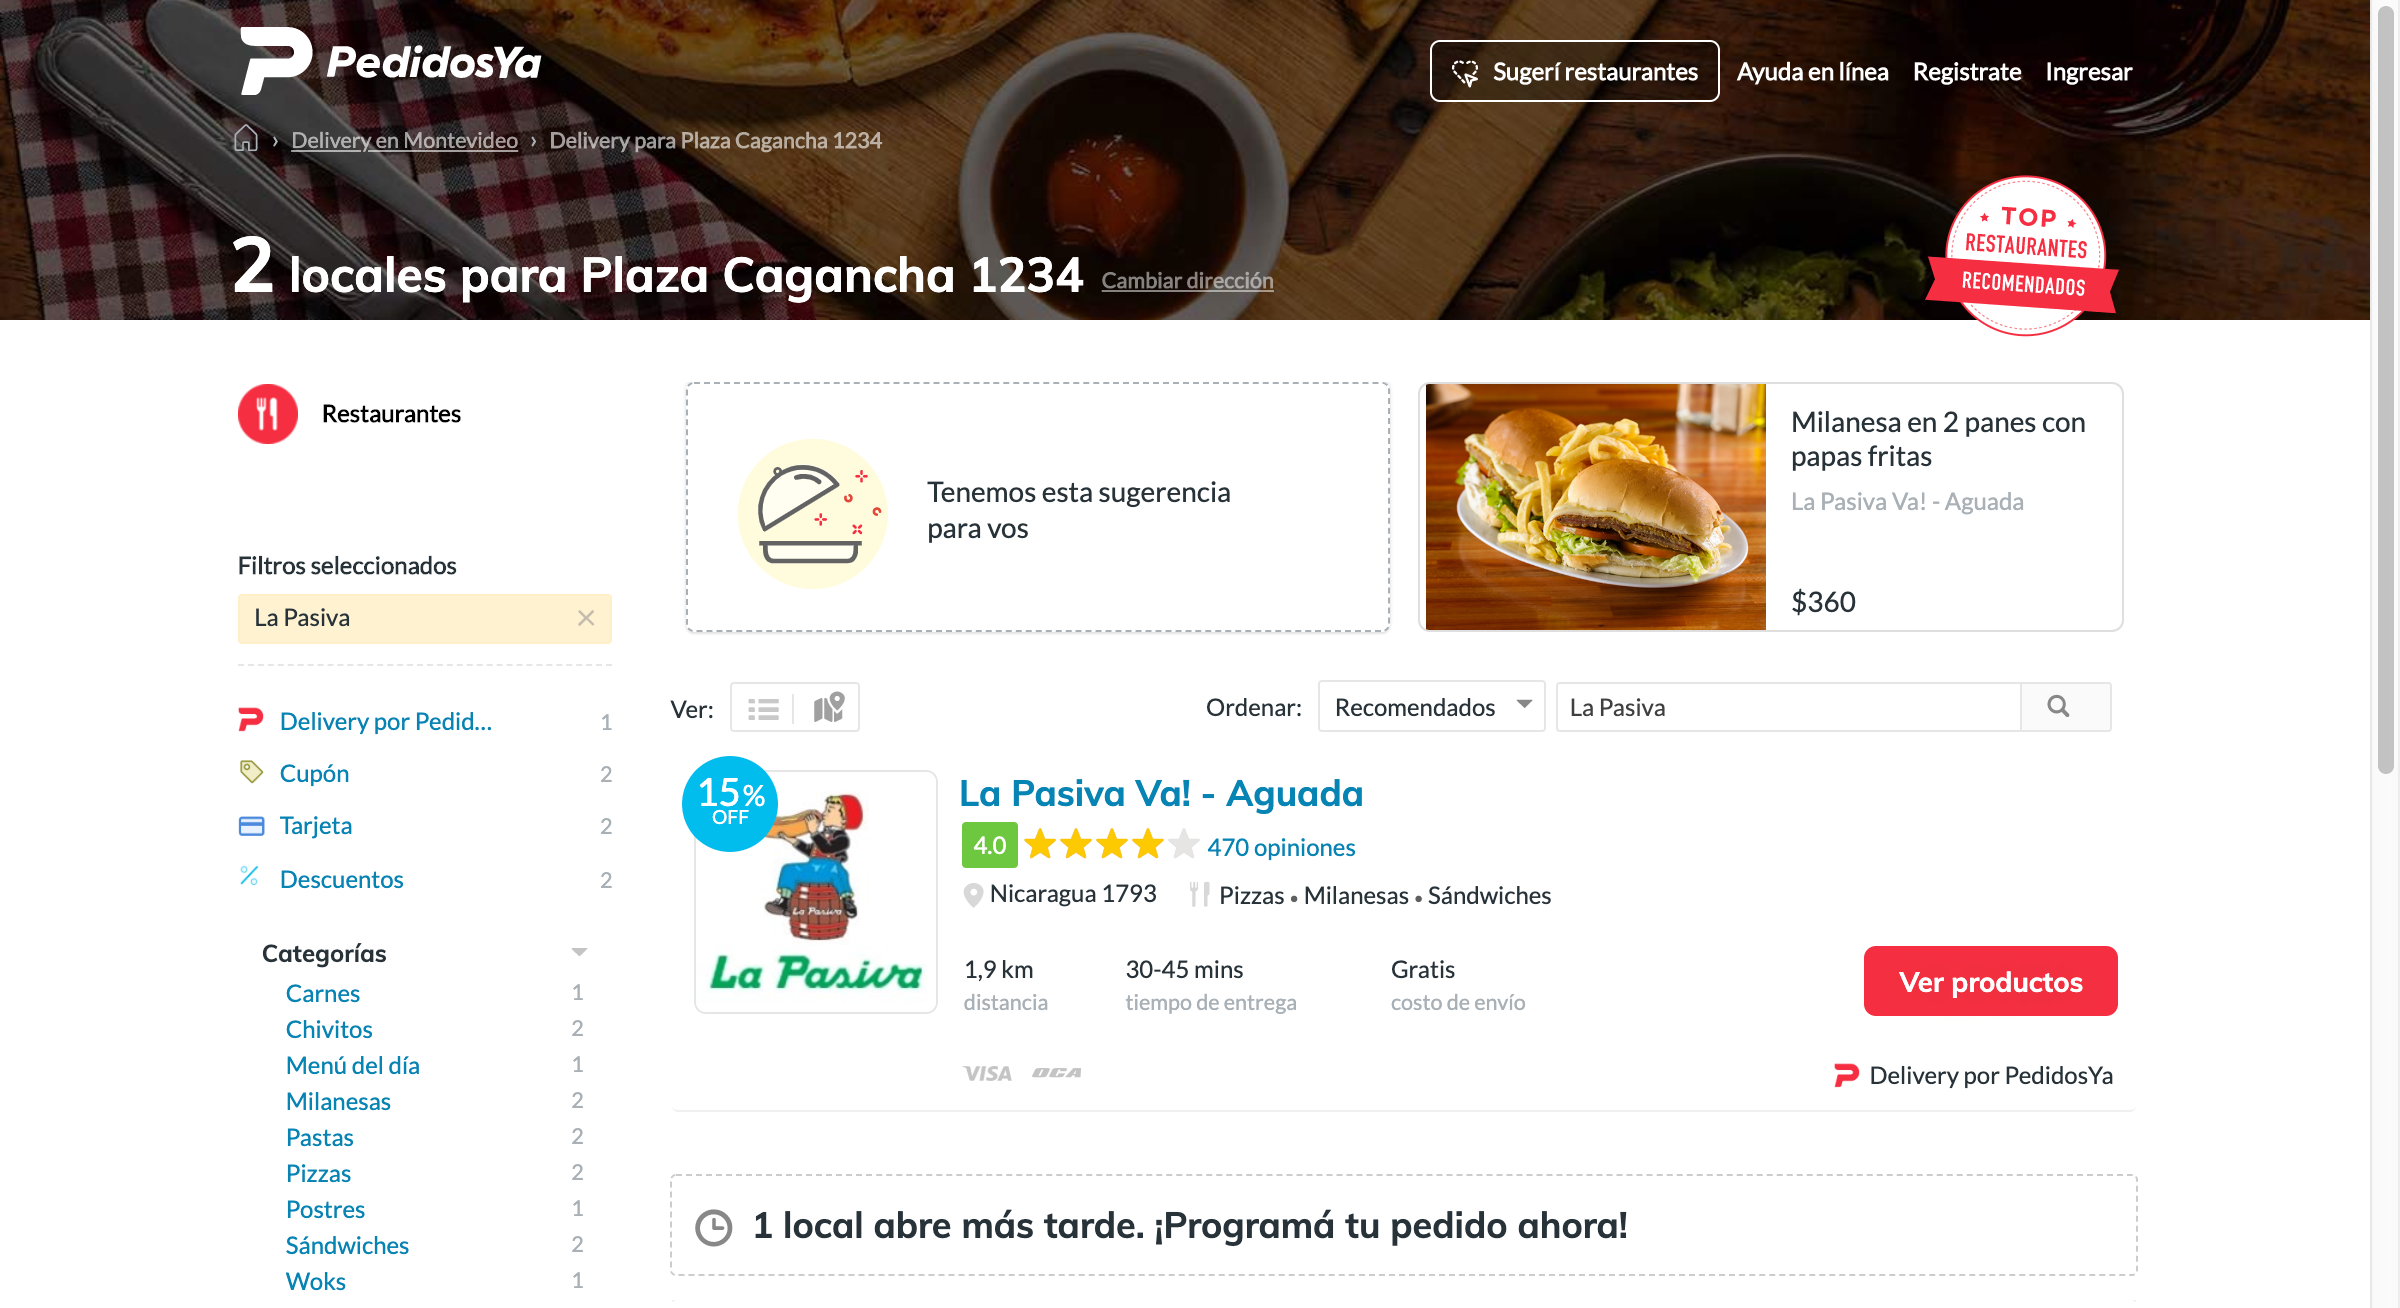 PedidosYa
Sugerí restaurantes
Ayuda en línea
Registrate
Ingresar
› Delivery en Montevideo › Delivery para Plaza Cagancha 1234
2 locales para Plaza Cagancha 1234
Cambiar dirección
TOP
RESTAURANTES
RECOMENDADOS
Restaurantes
Filtros seleccionados
La Pasiva
Delivery por Pedid... 1
Cupón 2
Tarjeta 2
Descuentos 2
Categorías
Carnes 1
Chivitos 2
Menú del día 1
Milanesas 2
Pastas 2
Pizzas 2
Postres 1
Sándwiches 2
Woks 1
Tenemos esta sugerencia
para vos
Milanesa en 2 panes con
papas fritas
La Pasiva Va! - Aguada
$360
Ver:
Ordenar: Recomendados
La Pasiva
15%
OFF
La Pasiva
La Pasiva
La Pasiva Va! - Aguada
4.0 470 opiniones
Nicaragua 1793 Pizzas • Milanesas • Sándwiches
1,9 km 30-45 mins Gratis
distancia tiempo de entrega costo de envío
Ver productos
VISA OCA
Delivery por PedidosYa
1 local abre más tarde. ¡Programá tu pedido ahora!